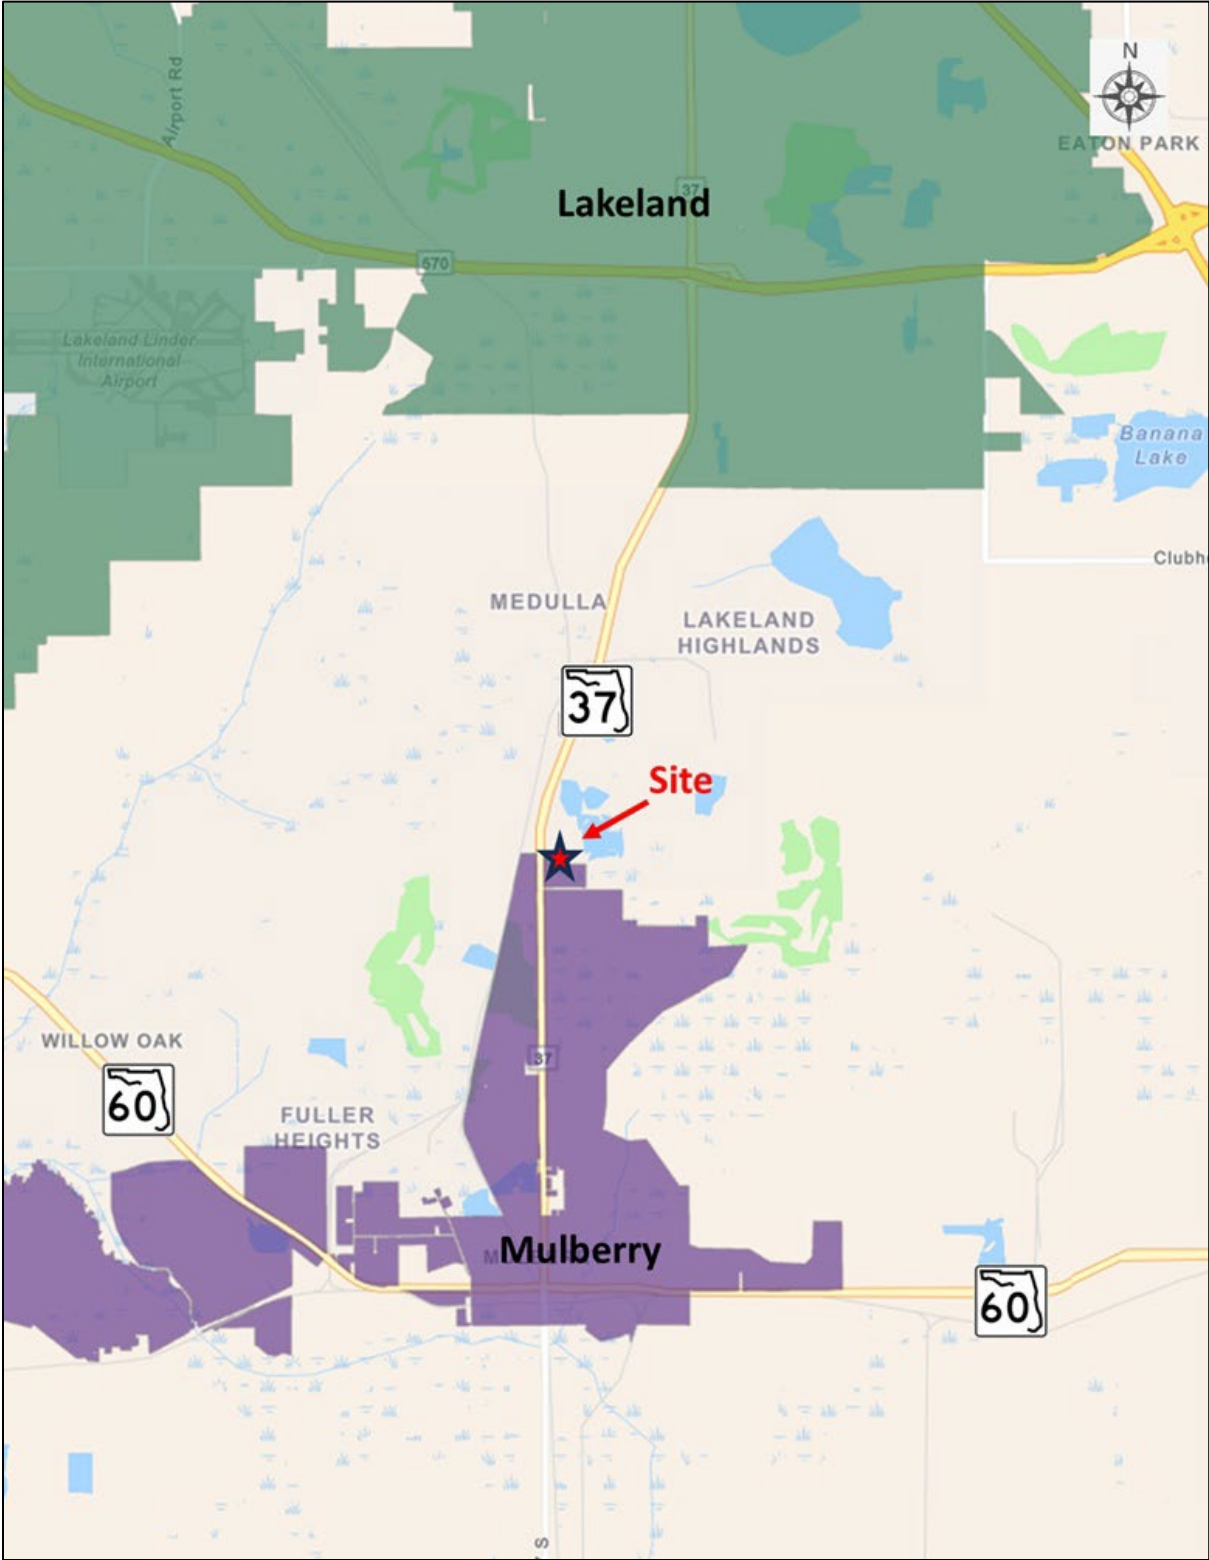 N
Airport Rd
EATON PARK
37
Lakeland
570
Lakeland Linder
International
Airport
Banana
Lake
MEDULLA
LAKELAND
HIGHLANDS
37
Site
WILLOW OAK
37
60
FULLER
HEIGHTS
Mulberry
60
S